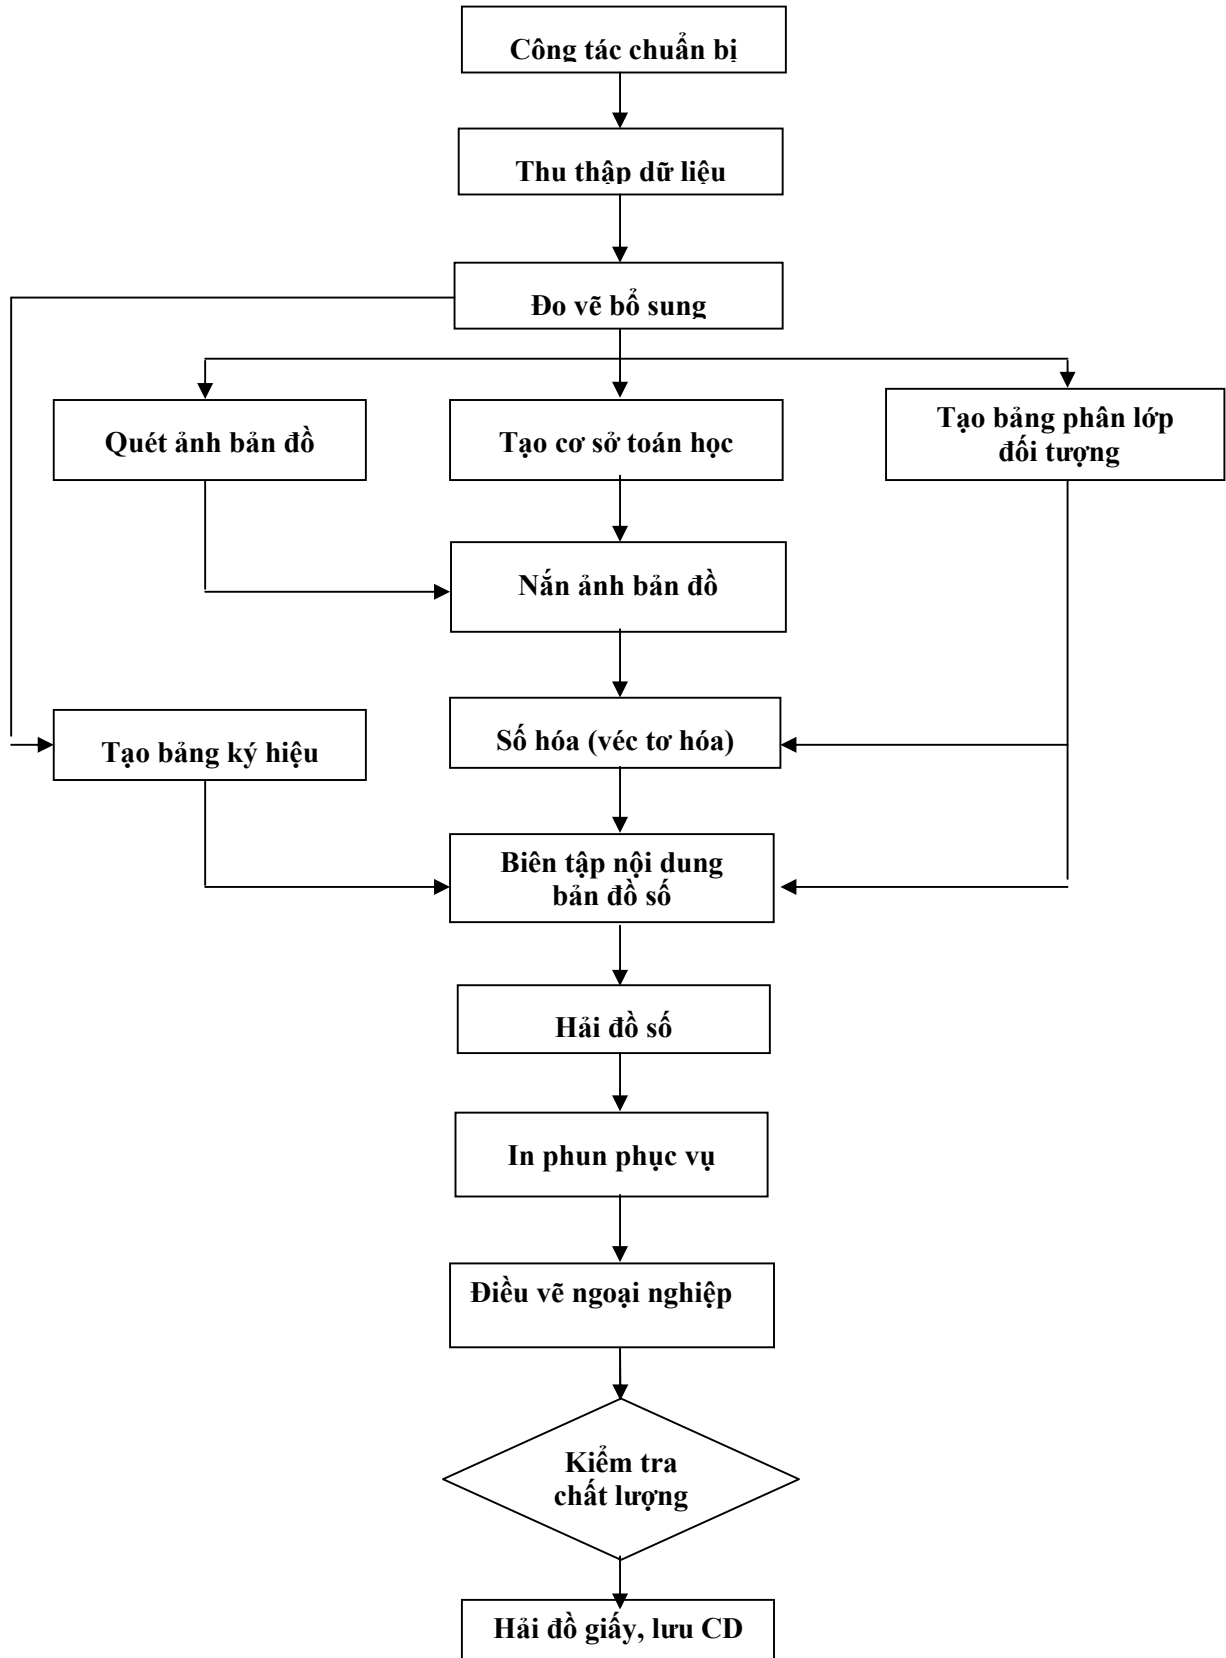 Công tác chuẩn bị
Thu thập dữ liệu
Đo vẽ bổ sung
Quét ảnh bản đồ
Tạo cơ sở toán học
Tạo bảng phân lớp
đối tượng
Nắn ảnh bản đồ
Tạo bảng ký hiệu
Số hóa (véc tơ hóa)
Biên tập nội dung
bản đồ số
Hải đồ số
In phun phục vụ
Điều vẽ ngoại nghiệp
Kiểm tra
chất lượng
Hải đồ giấy, lưu CD